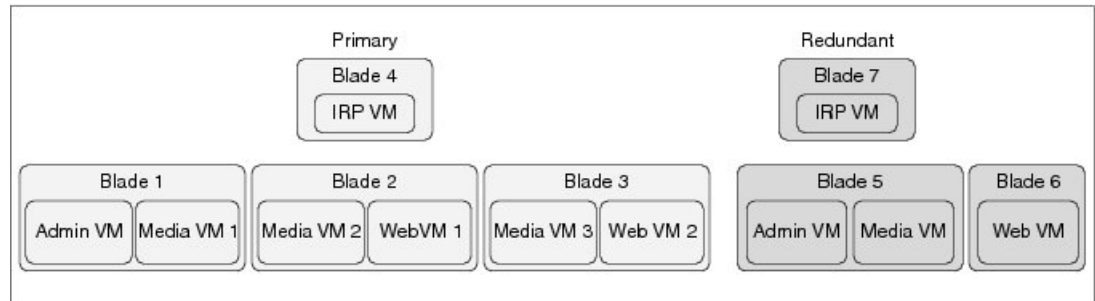 Primary
Redundant
Blade 4
IRP VM
Blade 7
IRP VM
Blade 1
Admin VM
Media VM 1
Blade 2
Media VM 2
WebVM 1
Blade 3
Media VM 3
Web VM 2
Blade 5
Admin VM
Media VM
Blade 6
Web VM